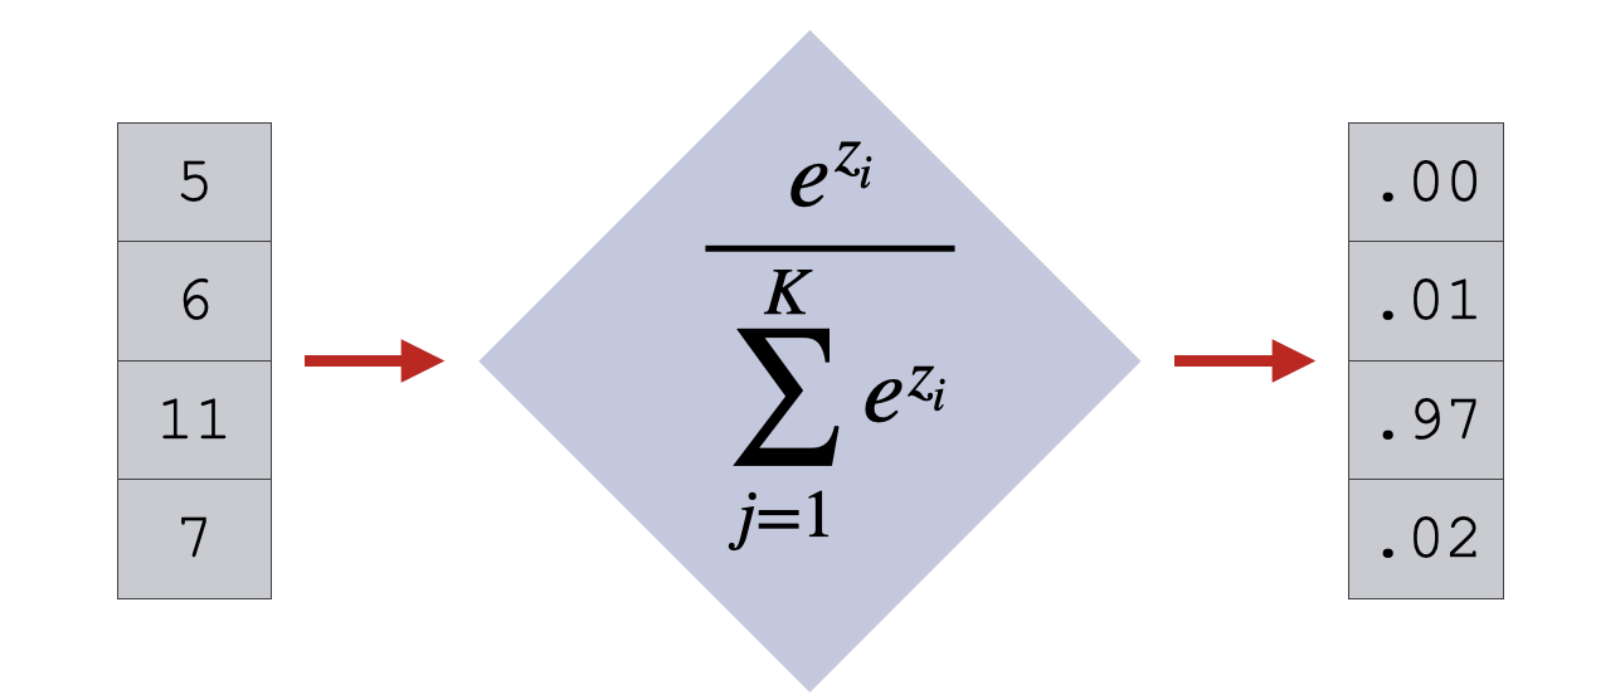 5
6
11
7
e^{z_i}
K
∑ e^{z_i}
j=1
.00
.01
.97
.02